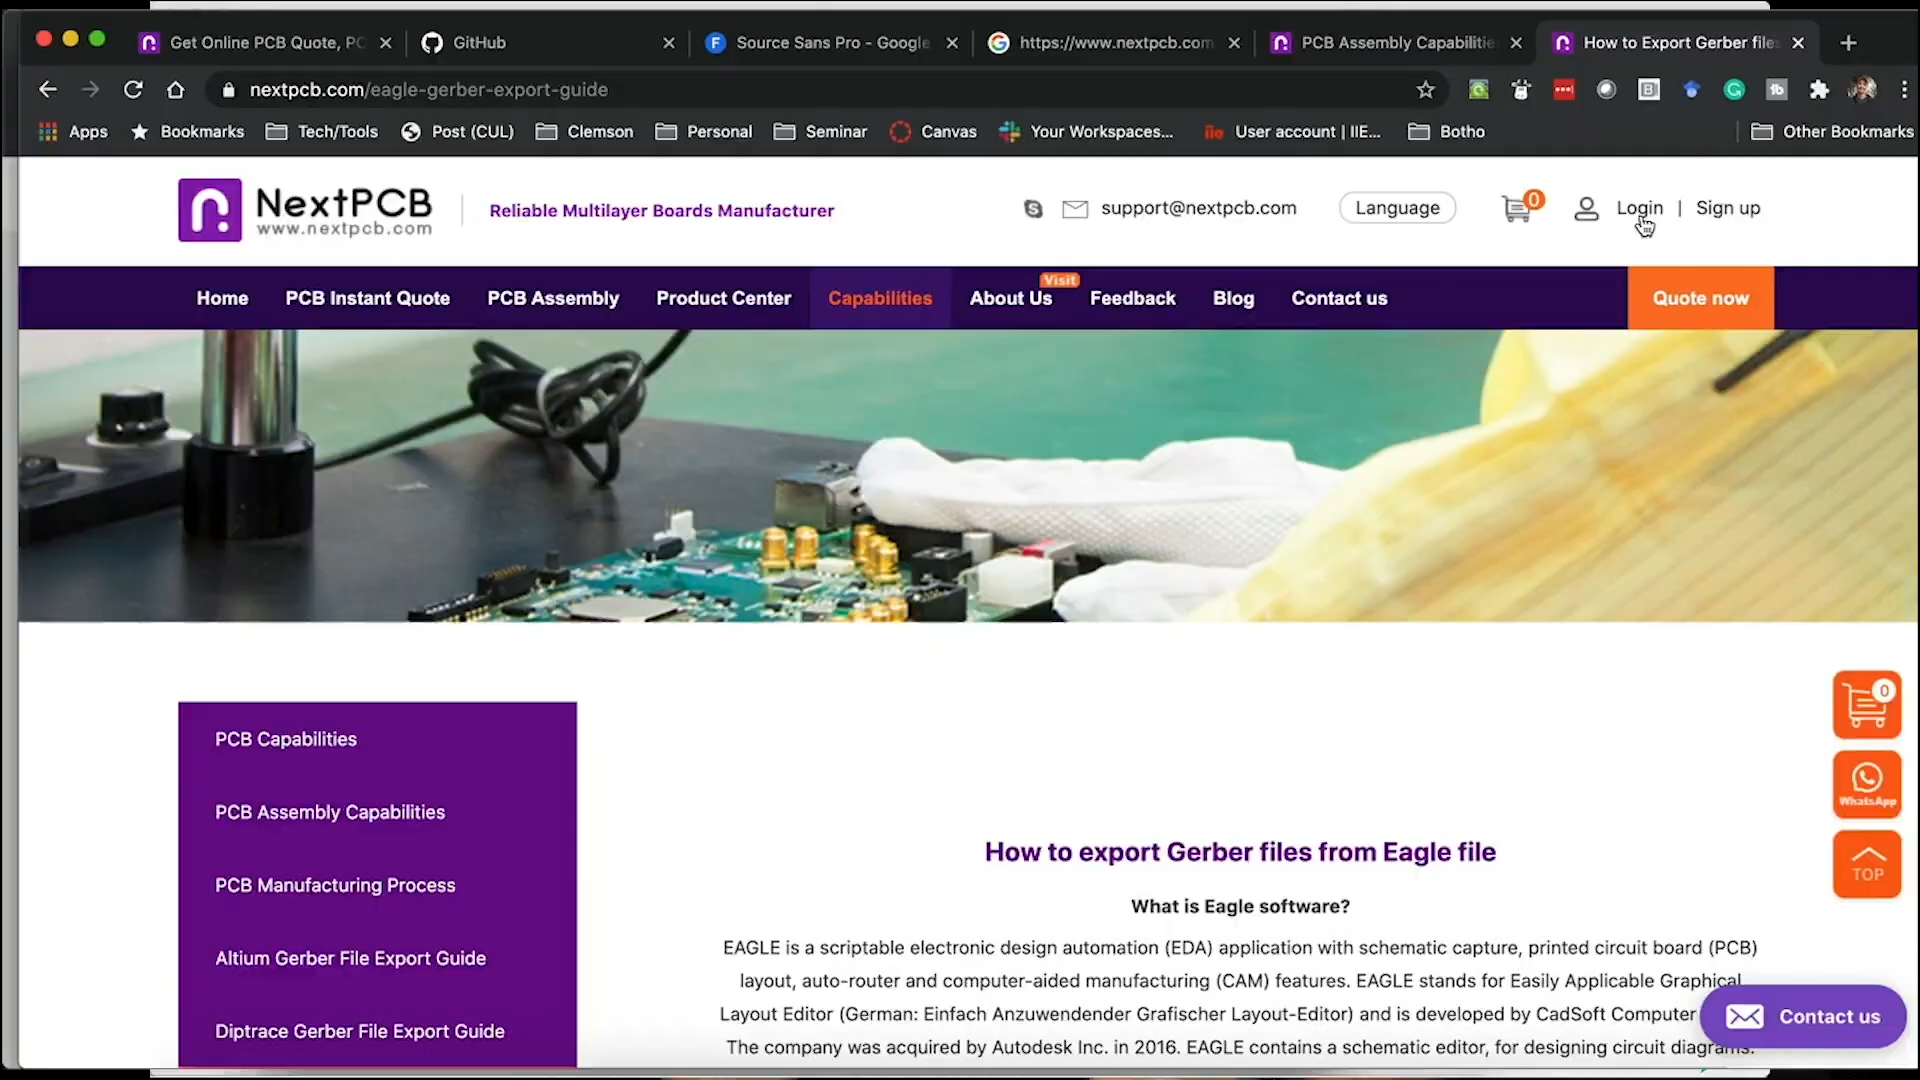 Get Online PCB Quote, PC
GitHub
Source Sans Pro - Google
https://www.nextpcb.com
PCB Assembly Capabilitie
How to Export Gerber files
nextpcb.com/eagle-gerber-export-guide
Apps
Bookmarks
Tech/Tools
Post (CUL)
Clemson
Personal
Seminar
Canvas
Your Workspaces...
User account | IIE...
Botho
Other Bookmarks
NextPCB
www.nextpcb.com
Reliable Multilayer Boards Manufacturer
support@nextpcb.com
Language
0
Login | Sign up
Home
PCB Instant Quote
PCB Assembly
Product Center
Capabilities
About Us
Visit
Feedback
Blog
Contact us
Quote now
0
WhatsApp
TOP
PCB Capabilities
PCB Assembly Capabilities
PCB Manufacturing Process
Altium Gerber File Export Guide
Diptrace Gerber File Export Guide
How to export Gerber files from Eagle file
What is Eagle software?
EAGLE is a scriptable electronic design automation (EDA) application with schematic capture, printed circuit board (PCB)
layout, auto-router and computer-aided manufacturing (CAM) features. EAGLE stands for Easily Applicable Graphical
Layout Editor (German: Einfach Anzuwendender Grafischer Layout-Editor) and is developed by CadSoft Computer
The company was acquired by Autodesk Inc. in 2016. EAGLE contains a schematic editor, for designing circuit diagrams.
Contact us